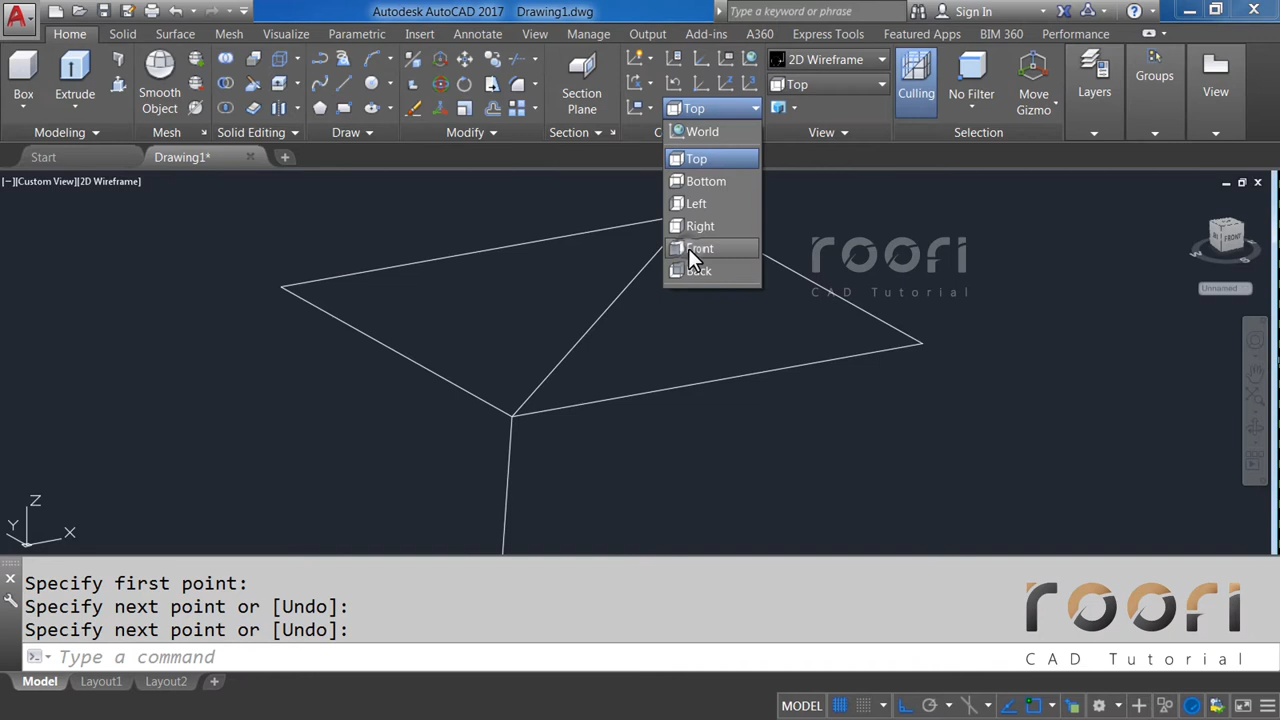 Autodesk AutoCAD 2017 Drawing1.dwg
Type a keyword or phrase
Sign In
Home Solid Surface Mesh Visualize Parametric Insert Annotate View Manage Output Add-ins A360 Express Tools Featured Apps BIM 360 Performance
Box
Extrude
Smooth
Object
Section
Plane
2D Wireframe
Top
Culling
No Filter
Move
Gizmo
Layers
Groups
View
Top
Modeling Mesh Solid Editing Draw Modify Section C View Selection
World
Top
Bottom
Left
Right
Front
Back
Start
Drawing1*
[−][Custom View][2D Wireframe]
roofi
CAD Tutorial
FRONT
Unnamed
Z
Y
X
Specify first point:
Specify next point or [Undo]:
Specify next point or [Undo]:
Type a command
roofi
CAD Tutorial
Model Layout1 Layout2
MODEL